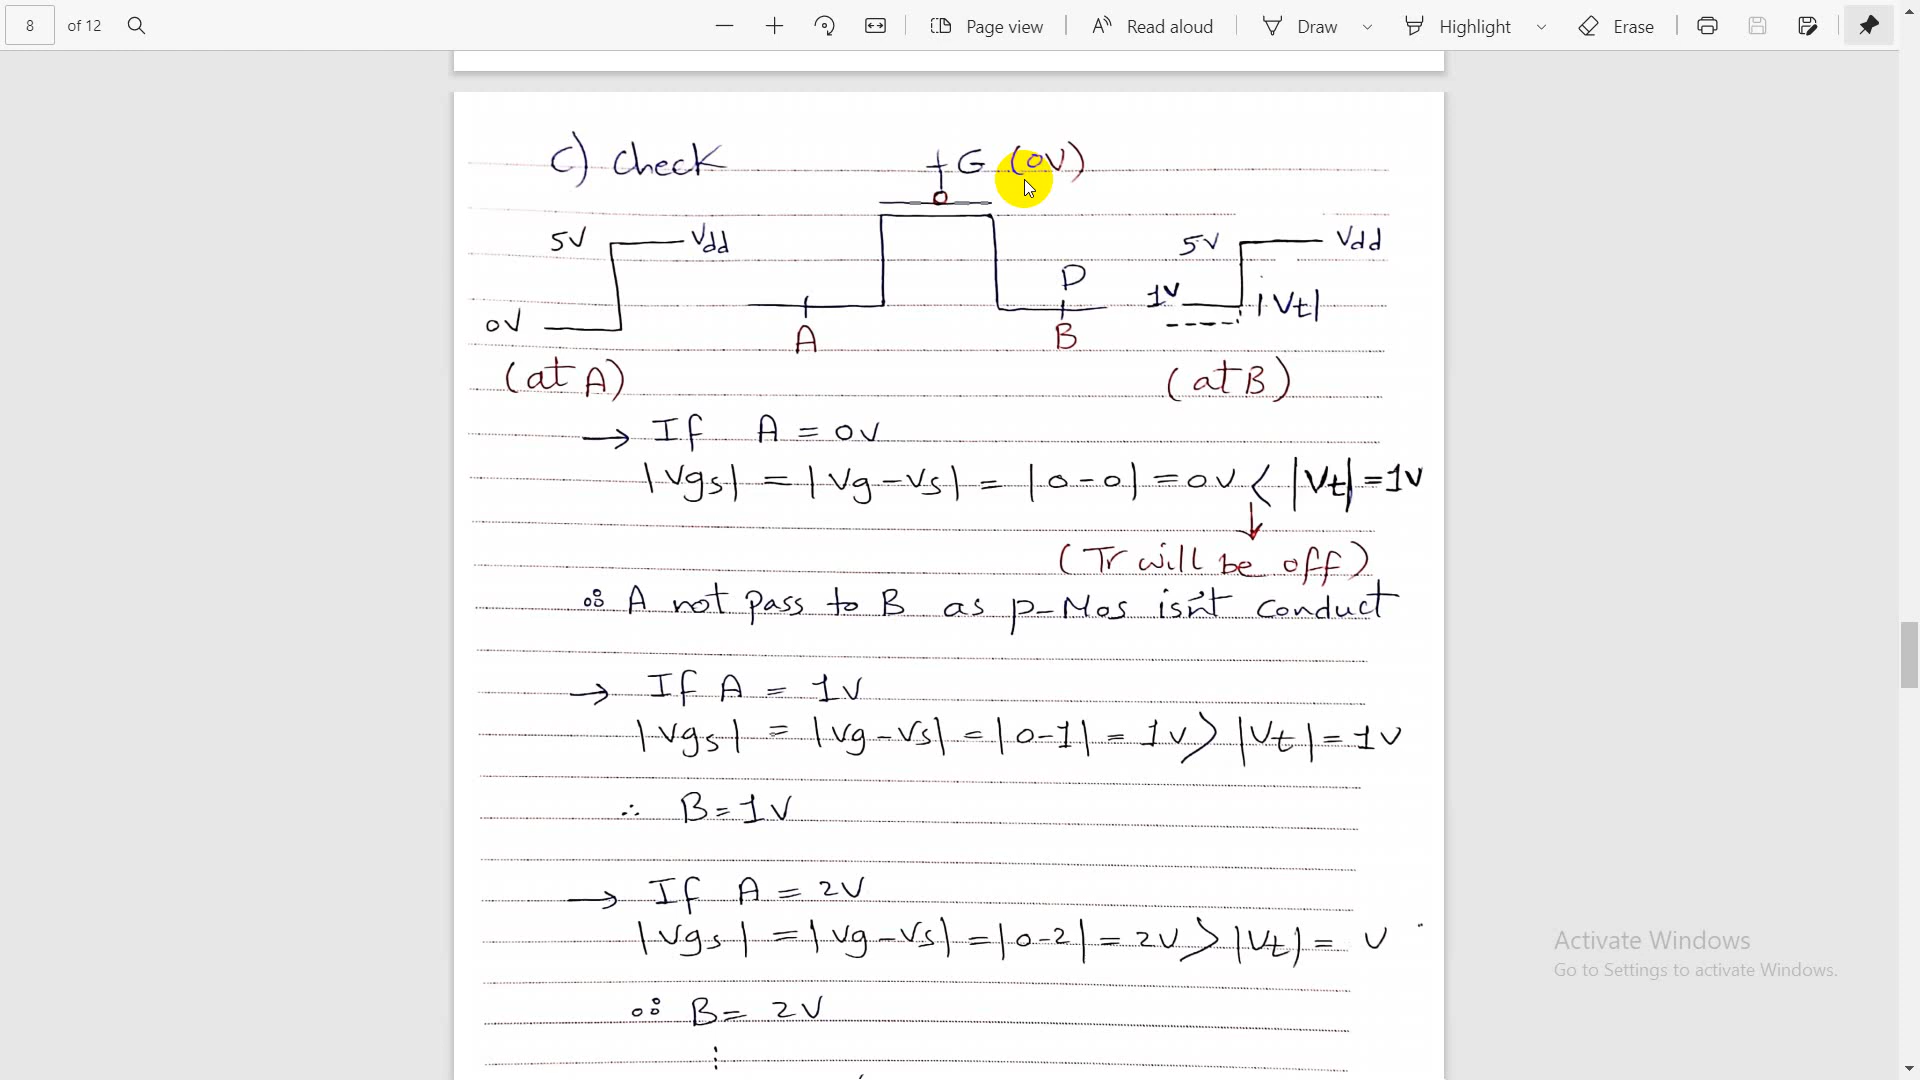 8 of 12 Page view Read aloud Draw Highlight Erase
C) check
G (0V)
5V Vdd
5V Vdd
P
1V |Vt|
0V
A
B
(at A)
(at B)
→ If A = 0V
|Vgs| = |Vg-Vs| = |0-0| = 0V < |Vt| = 1V
↓
(Tr will be off)
∴ A not pass to B as p-Mos isn't conduct
→ If A = 1V
|Vgs| = |Vg-Vs| = |0-1| = 1V > |Vt| = 1V
∴ B = 1V
→ If A = 2V
|Vgs| = |Vg-Vs| = |0-2| = 2V > |Vt| = V
∴ B = 2V
⋮
Activate Windows
Go to Settings to activate Windows.